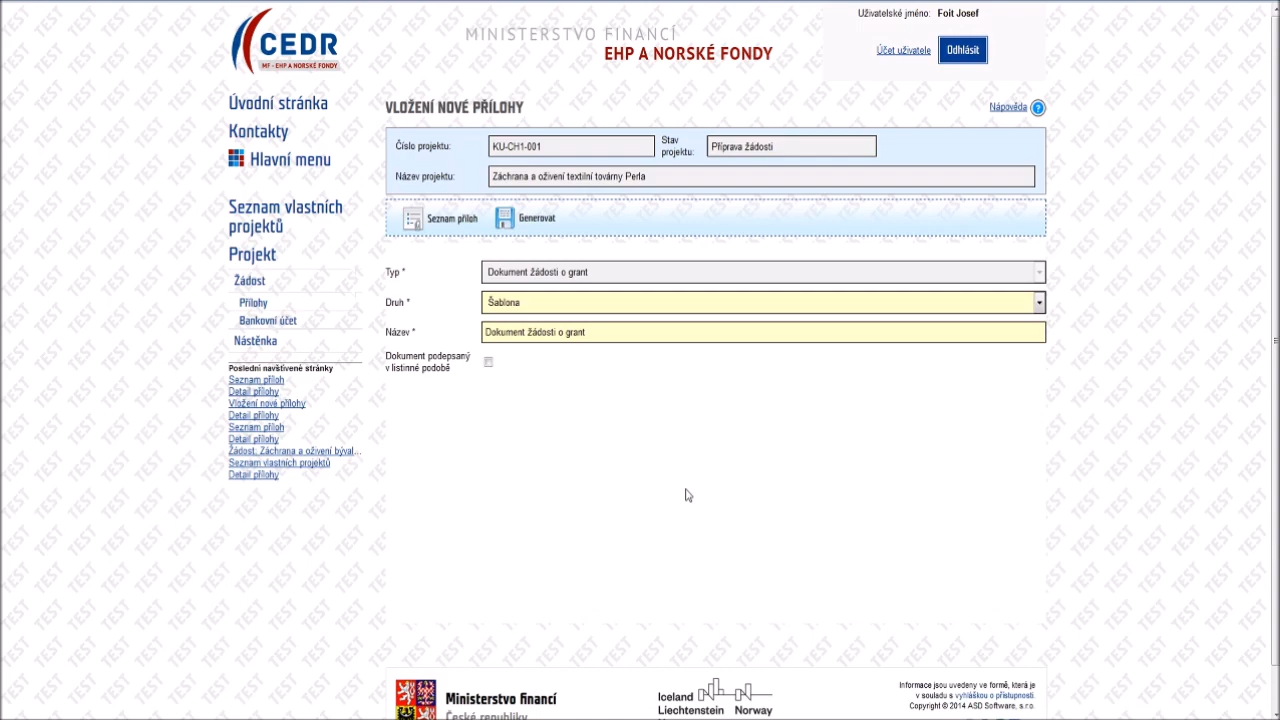 CEDR
MF - EHP A NORSKÉ FONDY
MINISTERSTVO FINANCÍ
EHP A NORSKÉ FONDY
Uživatelské jméno: Foit Josef
Účet uživatele
Odhlásit
Úvodní stránka
Kontakty
Hlavní menu
Seznam vlastních
projektů
Projekt
Žádost
Přílohy
Bankovní účet
Nástěnka
Poslední navštívené stránky
Seznam příloh
Detail přílohy
Vložení nové přílohy
Detail přílohy
Seznam příloh
Detail přílohy
Žádost: Záchrana a oživení býval...
Seznam vlastních projektů
Detail přílohy
VLOŽENÍ NOVÉ PŘÍLOHY
Nápověda ?
Číslo projektu: KU-CH1-001 Stav projektu: Příprava žádosti
Název projektu: Záchrana a oživení textilní továrny Perla
Seznam příloh Generovat
Typ * Dokument žádosti o grant
Druh * Šablona
Název * Dokument žádosti o grant
Dokument podepsaný
v listinné podobě
Ministerstvo financí
České republiky
Iceland
Liechtenstein Norway
Informace jsou uvedeny ve formě, která je
v souladu s vyhláškou o přístupnosti.
Copyright © 2014 ASD Software, s.r.o.
TEST